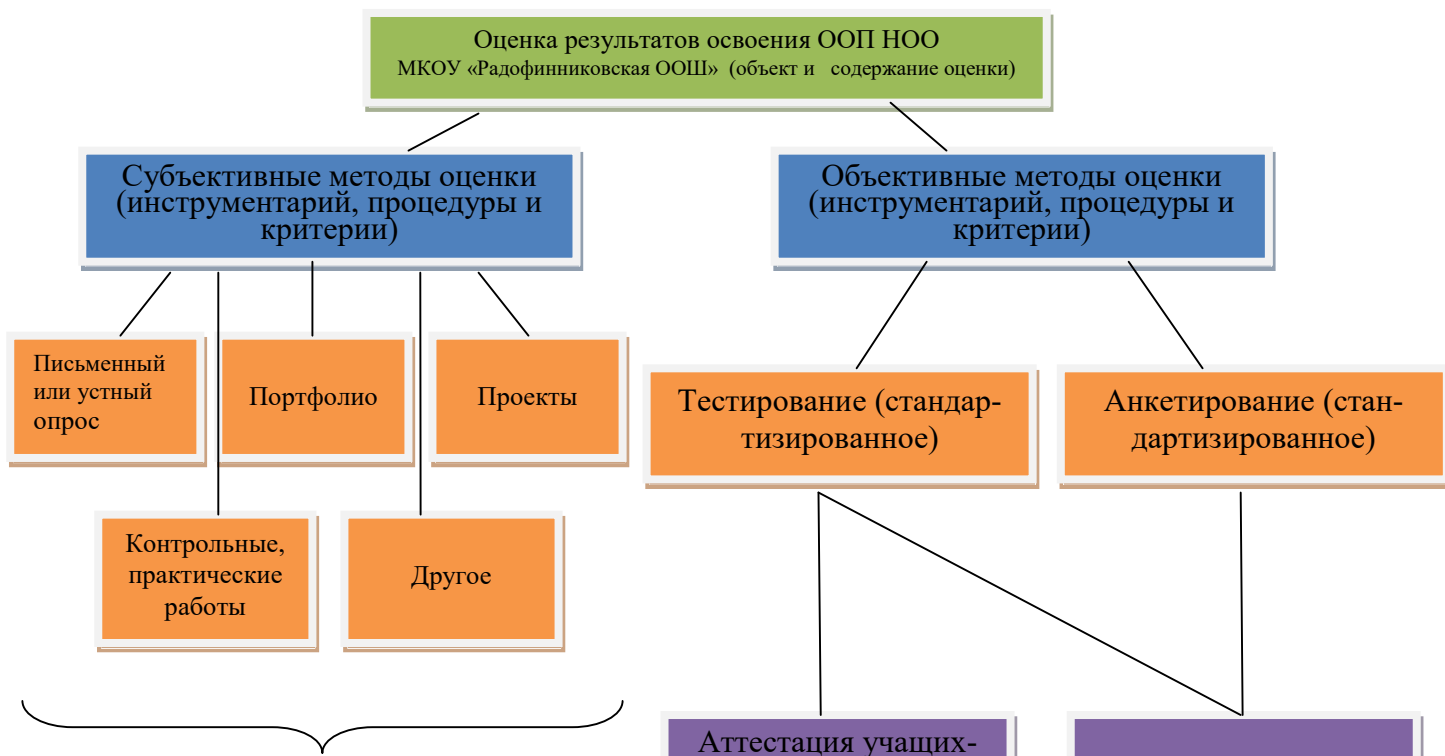 Оценка результатов освоения ООП НОО
МКОУ «Радофинниковская ООШ» (объект и содержание оценки)
Субъективные методы оценки
(инструментарий, процедуры и
критерии)
Объективные методы оценки
(инструментарий, процедуры и
критерии)
Письменный
или устный
опрос
Портфолио
Проекты
Тестирование (стандар-
тизированное)
Анкетирование (стан-
дартизированное)
Контрольные,
практические
работы
Другое
Аттестация учащих-